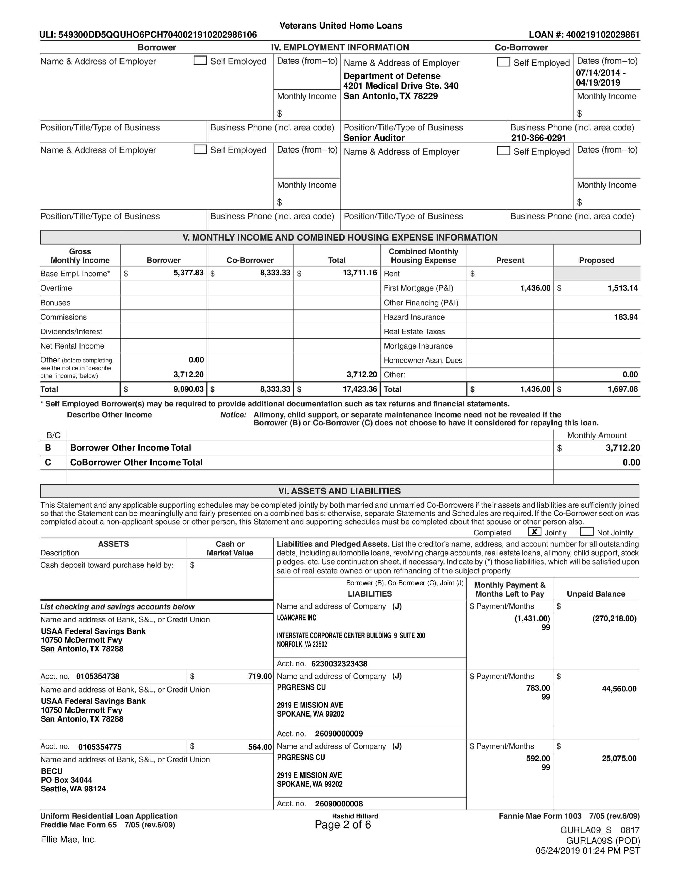 Veterans United Home Loans
ULI: 549300DD5QQUHO6PCH7040021910202986106 LOAN #: 400219102029861
Borrower IV. EMPLOYMENT INFORMATION Co-Borrower
Name & Address of Employer Self Employed Dates (from–to) Name & Address of Employer Self Employed Dates (from–to)
Department of Defense
4201 Medical Drive Ste. 340
San Antonio, TX 78229
07/14/2014 -
04/19/2019
Monthly Income Monthly Income
$ $
Position/Title/Type of Business Business Phone (incl. area code) Position/Title/Type of Business Business Phone (incl. area code)
Senior Auditor 210-366-0291
Name & Address of Employer Self Employed Dates (from–to) Name & Address of Employer Self Employed Dates (from–to)
Monthly Income Monthly Income
$ $
Position/Title/Type of Business Business Phone (incl. area code) Position/Title/Type of Business Business Phone (incl. area code)
V. MONTHLY INCOME AND COMBINED HOUSING EXPENSE INFORMATION
Gross Monthly Income Borrower Co-Borrower Total Combined Monthly Housing Expense Present Proposed
Base Empl. Income* $ 5,377.83 $ 8,333.33 $ 13,711.16 Rent $
Overtime First Mortgage (P&I) 1,436.00 $ 1,513.14
Bonuses Other Financing (P&I)
Commissions Hazard Insurance 183.94
Dividends/Interest Real Estate Taxes
Net Rental Income Mortgage Insurance
Other (before completing, see the notice in "describe other income," below) 0.00 Homeowner Assn. Dues
3,712.20 3,712.20 Other: 0.00
Total $ 9,090.03 $ 8,333.33 $ 17,423.36 Total $ 1,436.00 $ 1,697.08
* Self Employed Borrower(s) may be required to provide additional documentation such as tax returns and financial statements.
Describe Other Income Notice: Alimony, child support, or separate maintenance income need not be revealed if the
Borrower (B) or Co-Borrower (C) does not choose to have it considered for repaying this loan.
B/C Monthly Amount
B Borrower Other Income Total $ 3,712.20
C CoBorrower Other Income Total 0.00
VI. ASSETS AND LIABILITIES
This Statement and any applicable supporting schedules may be completed jointly by both married and unmarried Co-Borrowers if their assets and liabilities are sufficiently joined
so that the Statement can be meaningfully and fairly presented on a combined basis; otherwise, separate Statements and Schedules are required. If the Co-Borrower section was
completed about a non-applicant spouse or other person, this Statement and supporting schedules must be completed about that spouse or other person also.
Completed X Jointly Not Jointly
ASSETS Cash or Market Value
Description
Cash deposit toward purchase held by: $
Liabilities and Pledged Assets. List the creditor's name, address, and account number for all outstanding
debts, including automobile loans, revolving charge accounts, real estate loans, alimony, child support, stock
pledges, etc. Use continuation sheet, if necessary. Indicate by (*) those liabilities, which will be satisfied upon
sale of real estate owned or upon refinancing of the subject property.
Borrower (B), Co-Borrower (C), Joint (J)
LIABILITIES Monthly Payment & Months Left to Pay Unpaid Balance
List checking and savings accounts below
Name and address of Bank, S&L, or Credit Union
USAA Federal Savings Bank
10750 McDermott Fwy
San Antonio, TX 78288
Acct. no. 0105354738 $ 719.00
Name and address of Company (J) $ Payment/Months $
LOANCARE INC (1,431.00) (270,218.00)
99
INTERSTATE CORPORATE CENTER BUILDING 9 SUITE 200
NORFOLK, VA 23502
Acct. no. 6230032323438
Name and address of Bank, S&L, or Credit Union
USAA Federal Savings Bank
10750 McDermott Fwy
San Antonio, TX 78288
Acct. no. 0105354775 $ 564.00
Name and address of Company (J) $ Payment/Months $
PRGRESNS CU 783.00 44,560.00
99
2919 E MISSION AVE
SPOKANE, WA 99202
Acct. no. 26090000009
Name and address of Bank, S&L, or Credit Union
BECU
PO Box 34044
Seattle, WA 98124
Name and address of Company (J) $ Payment/Months $
PRGRESNS CU 592.00 25,075.00
99
2919 E MISSION AVE
SPOKANE, WA 99202
Acct. no. 26090000008
Uniform Residential Loan Application Rashid Hilliard Fannie Mae Form 1003 7/05 (rev.6/09)
Freddie Mac Form 65 7/05 (rev.6/09) Page 2 of 6
GURLA09_S 0817
Ellie Mae, Inc. GURLA09S (POD)
05/24/2019 01:24 PM PST